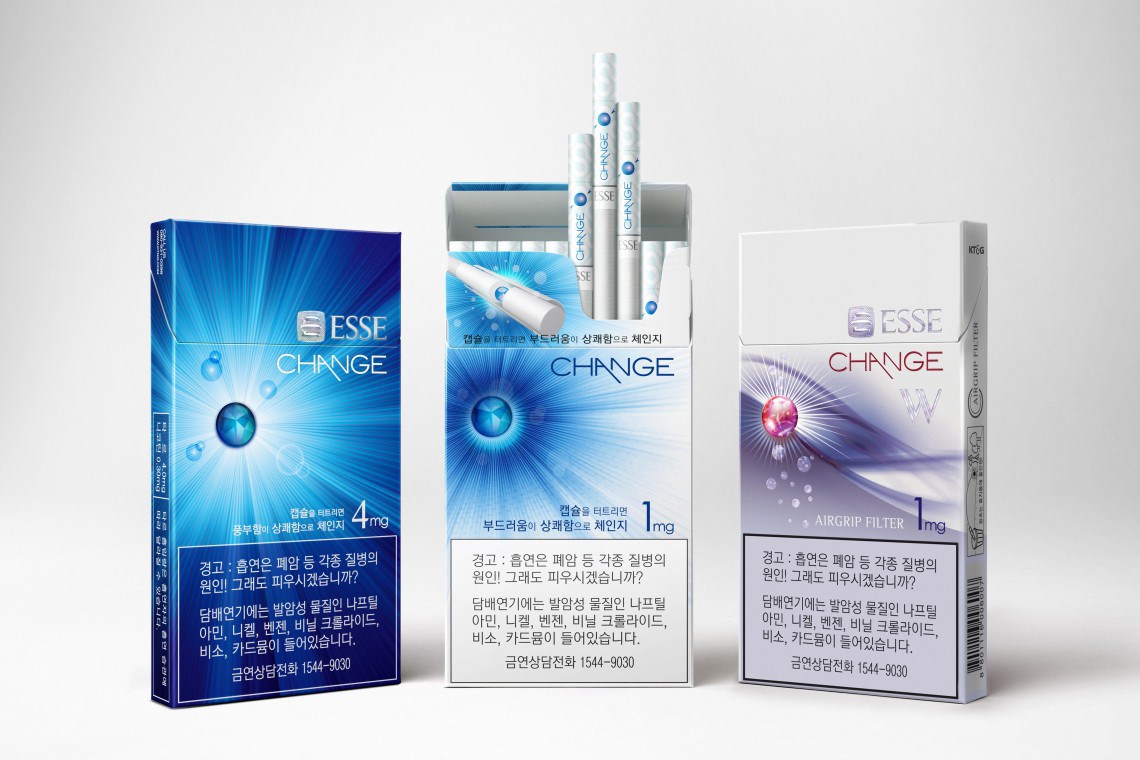 ESSE
CHANGE
캡슐을 터트리면
풍부함이 상쾌함으로 체인지
4mg
경고 : 흡연은 폐암 등 각종 질병의
원인! 그래도 피우시겠습니까?
담배연기에는 발암성 물질인 나프틸
아민, 니켈, 벤젠, 비닐 크롤라이드,
비소, 카드뮴이 들어있습니다.
금연상담전화 1544-9030
타르 4.0mg
니코틴 0.30mg
CHANGE
ESSE
CHANGE
ESSE
CHANGE
ESSE
캡슐을 터트리면 부드러움이 상쾌함으로 체인지
CHANGE
캡슐을 터트리면
부드러움이 상쾌함으로 체인지
1mg
경고 : 흡연은 폐암 등 각종 질병의
원인! 그래도 피우시겠습니까?
담배연기에는 발암성 물질인 나프틸
아민, 니켈, 벤젠, 비닐 크롤라이드,
비소, 카드뮴이 들어있습니다.
금연상담전화 1544-9030
ESSE
CHANGE
W
AIRGRIP FILTER
1mg
경고 : 흡연은 폐암 등 각종 질병의
원인! 그래도 피우시겠습니까?
담배연기에는 발암성 물질인 나프틸
아민, 니켈, 벤젠, 비닐 크롤라이드,
비소, 카드뮴이 들어있습니다.
금연상담전화 1544-9030
KT&G
AIRGRIP FILTER